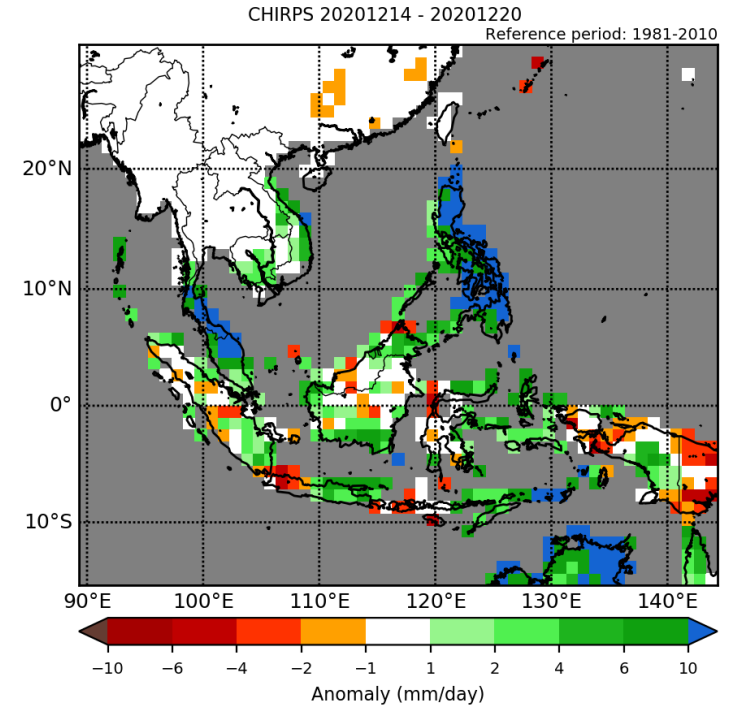 CHIRPS 20201214 - 20201220
Reference period: 1981-2010
20°N
10°N
0°
10°S
90°E 100°E 110°E 120°E 130°E 140°E
−10 −6 −4 −2 −1 1 2 4 6 10
Anomaly (mm/day)